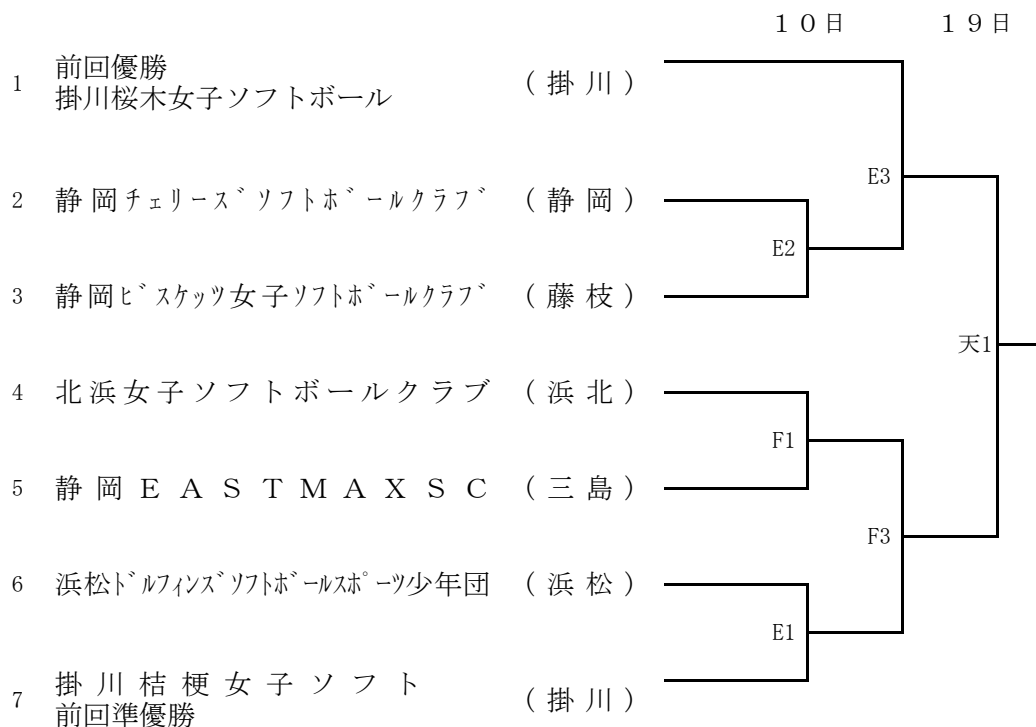 10日 19日
1 前回優勝
掛川桜木女子ソフトボール (掛川)
E3
2 静岡チェリーズソフトボールクラブ (静岡)
E2
3 静岡ビスケッツ女子ソフトボールクラブ (藤枝)
天1
4 北浜女子ソフトボールクラブ (浜北)
F1
5 静岡EASTMAXSC (三島)
F3
6 浜松ドルフィンズソフトボールスポーツ少年団 (浜松)
E1
7 掛川桔梗女子ソフト (掛川)
前回準優勝